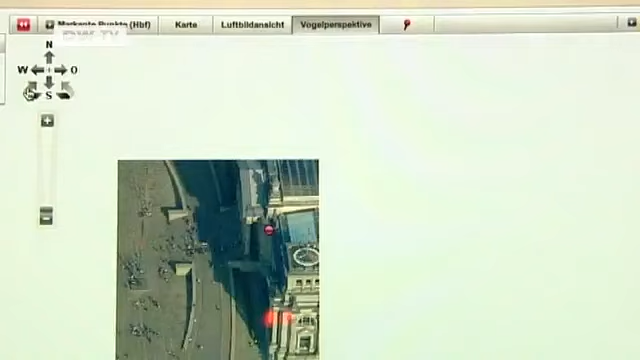 Markante Punkte (Hbf) Karte Luftbildansicht Vogelperspektive
DW-TV
N
W O
S